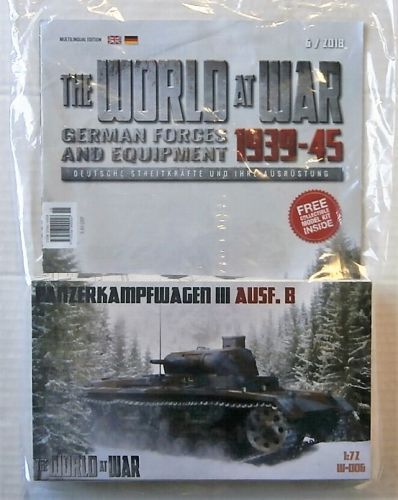 MULTILINGUAL EDITION
6 / 2018
THE WORLD AT WAR
GERMAN FORCES
AND EQUIPMENT 1939-45
DEUTSCHE STREITKRÄFTE UND IHRE AUSRÜSTUNG
FREE
COLLECTIBLE
MODEL KIT
INSIDE
PANZERKAMPFWAGEN III AUSF. B
1:72
W-006
THE WORLD AT WAR